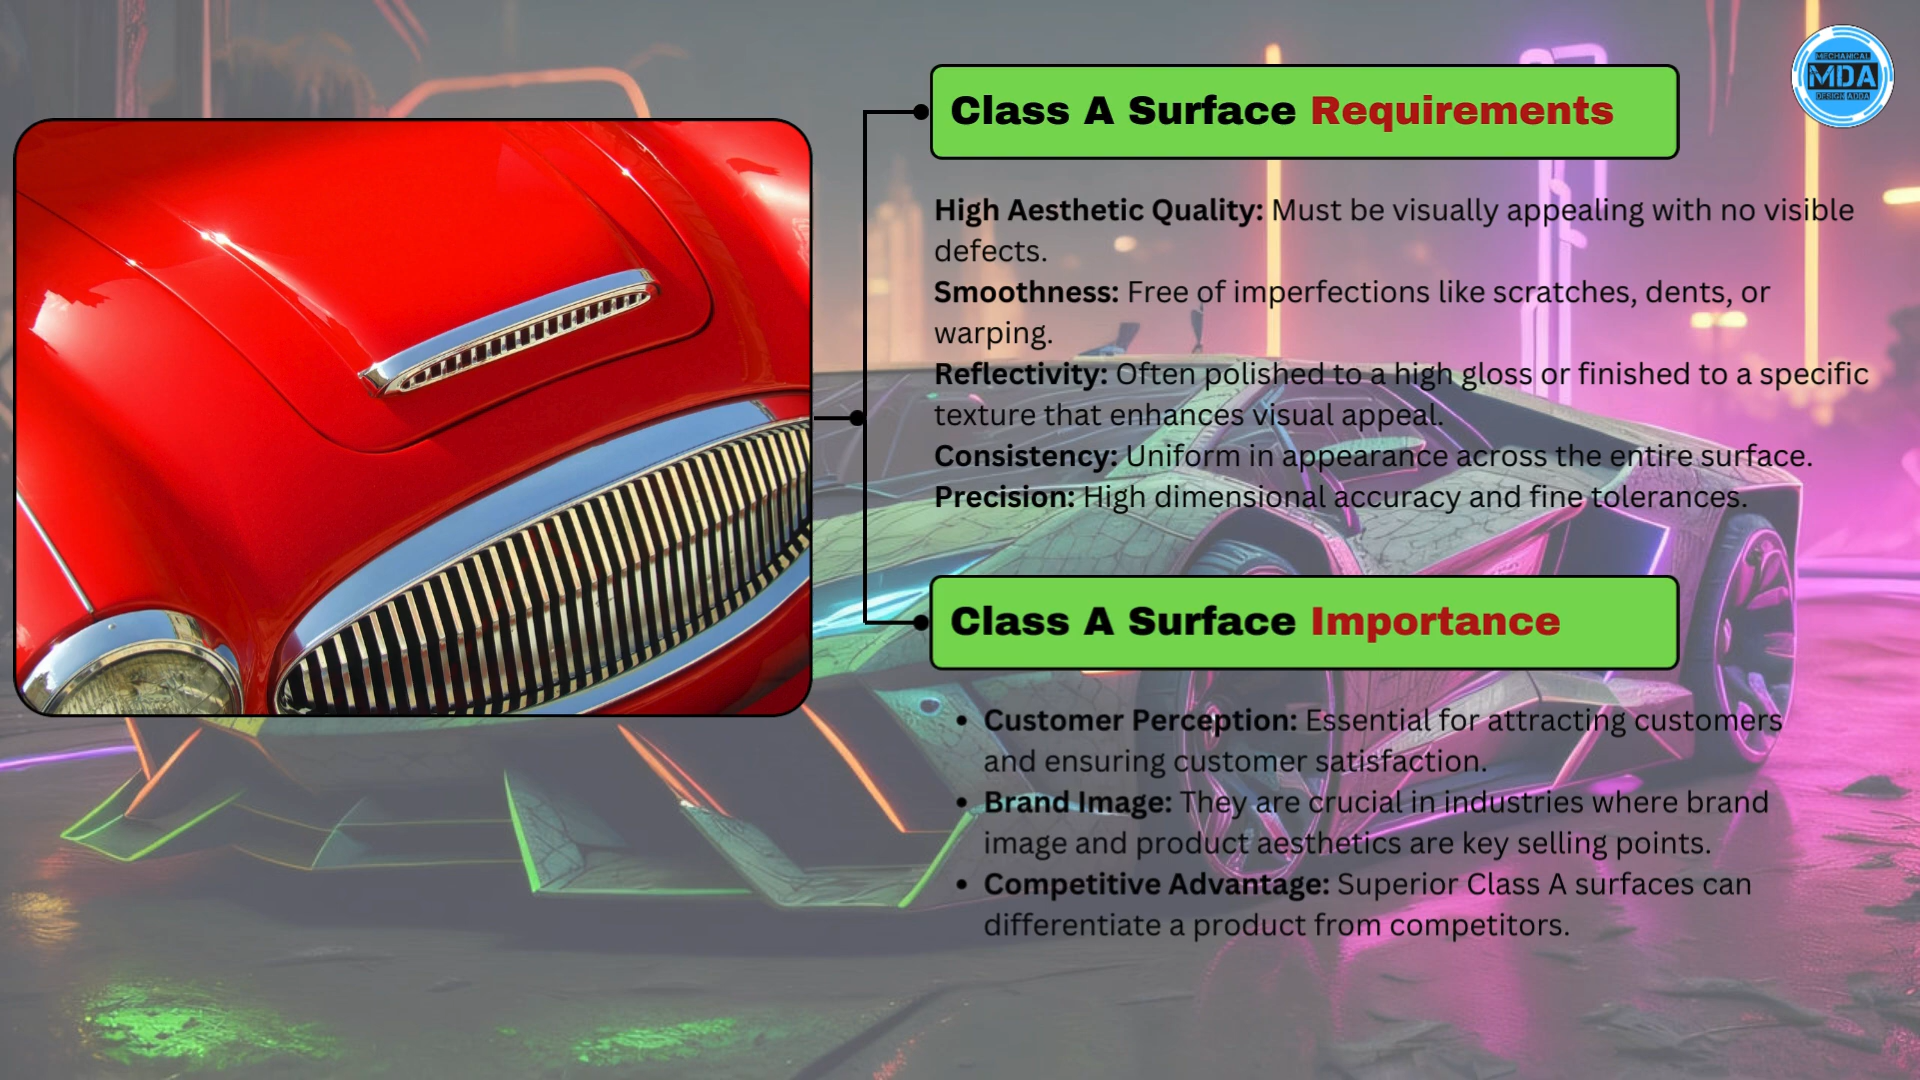 MECHANICAL
MDA
DESIGN ADDA
Class A Surface Requirements
High Aesthetic Quality: Must be visually appealing with no visible
defects.
Smoothness: Free of imperfections like scratches, dents, or
warping.
Reflectivity: Often polished to a high gloss or finished to a specific
texture that enhances visual appeal.
Consistency: Uniform in appearance across the entire surface.
Precision: High dimensional accuracy and fine tolerances.
Class A Surface Importance
• Customer Perception: Essential for attracting customers
and ensuring customer satisfaction.
• Brand Image: They are crucial in industries where brand
image and product aesthetics are key selling points.
• Competitive Advantage: Superior Class A surfaces can
differentiate a product from competitors.